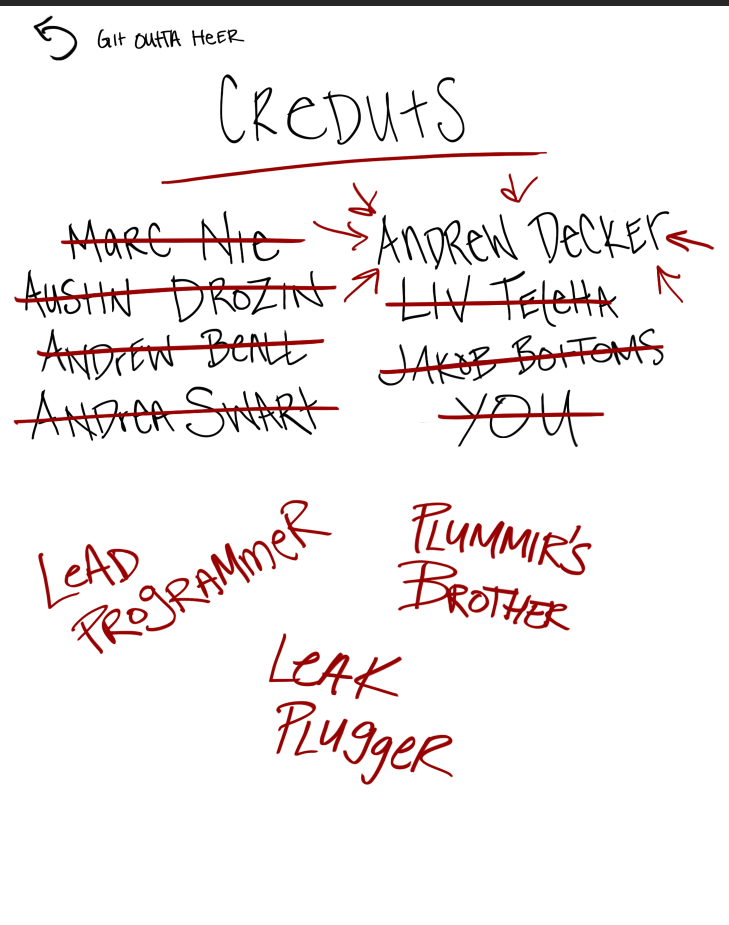 GIt OUttA HeER
CReDUtS
MaRC NIe
ANDReW DeCKEr
AuStIN DRoZIN
LIV TElettA
ANDrEW BeALL
JAKOB BOttOMS
ANDreA SWARt
YOU
LeAD
PROgRAMmeR
PLUMMIR'S
BROTHER
LeAK
PLUggeR